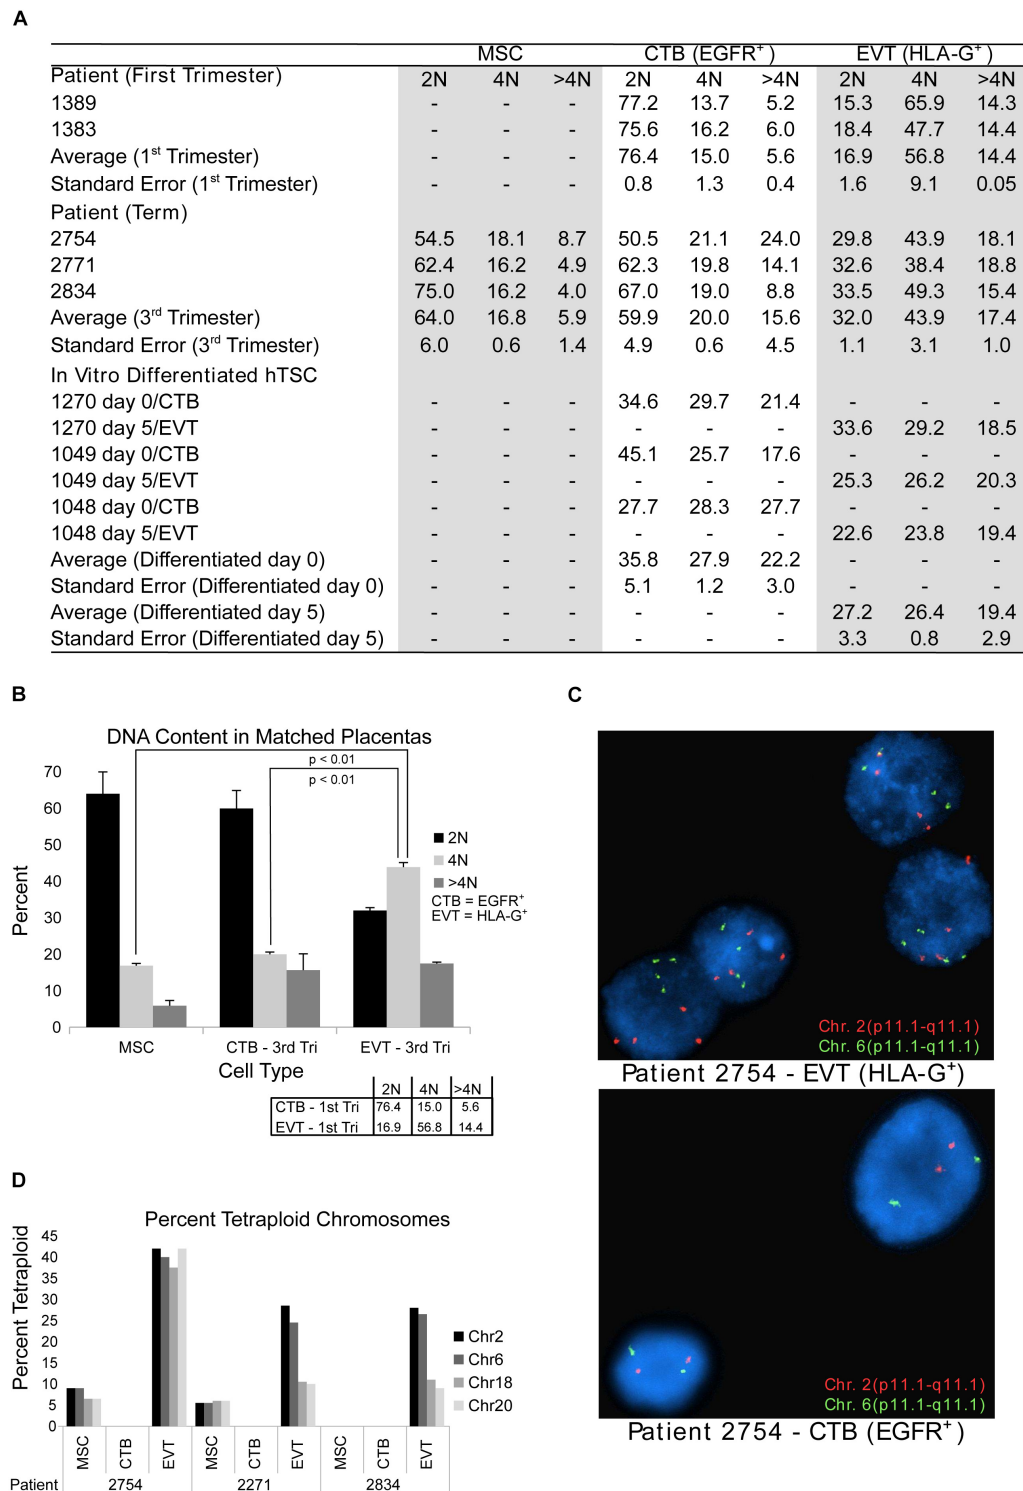 A
MSC CTB (EGFR+) EVT (HLA-G+)
Patient (First Trimester) 2N 4N >4N 2N 4N >4N 2N 4N >4N
1389 - - - 77.2 13.7 5.2 15.3 65.9 14.3
1383 - - - 75.6 16.2 6.0 18.4 47.7 14.4
Average (1st Trimester) - - - 76.4 15.0 5.6 16.9 56.8 14.4
Standard Error (1st Trimester) - - - 0.8 1.3 0.4 1.6 9.1 0.05
Patient (Term)
2754 54.5 18.1 8.7 50.5 21.1 24.0 29.8 43.9 18.1
2771 62.4 16.2 4.9 62.3 19.8 14.1 32.6 38.4 18.8
2834 75.0 16.2 4.0 67.0 19.0 8.8 33.5 49.3 15.4
Average (3rd Trimester) 64.0 16.8 5.9 59.9 20.0 15.6 32.0 43.9 17.4
Standard Error (3rd Trimester) 6.0 0.6 1.4 4.9 0.6 4.5 1.1 3.1 1.0
In Vitro Differentiated hTSC
1270 day 0/CTB - - - 34.6 29.7 21.4 - - -
1270 day 5/EVT - - - - - - 33.6 29.2 18.5
1049 day 0/CTB - - - 45.1 25.7 17.6 - - -
1049 day 5/EVT - - - - - - 25.3 26.2 20.3
1048 day 0/CTB - - - 27.7 28.3 27.7 - - -
1048 day 5/EVT - - - - - - 22.6 23.8 19.4
Average (Differentiated day 0) - - - 35.8 27.9 22.2 - - -
Standard Error (Differentiated day 0) - - - 5.1 1.2 3.0 - - -
Average (Differentiated day 5) - - - - - - 27.2 26.4 19.4
Standard Error (Differentiated day 5) - - - - - - 3.3 0.8 2.9
B
DNA Content in Matched Placentas
p < 0.01
p < 0.01
70
60
50
40
30
20
10
0
Percent
2N
4N
>4N
CTB = EGFR+
EVT = HLA-G+
MSC CTB - 3rd Tri EVT - 3rd Tri
Cell Type
2N 4N >4N
CTB - 1st Tri 76.4 15.0 5.6
EVT - 1st Tri 16.9 56.8 14.4
C
Chr. 2(p11.1-q11.1)
Chr. 6(p11.1-q11.1)
Patient 2754 - EVT (HLA-G+)
Chr. 2(p11.1-q11.1)
Chr. 6(p11.1-q11.1)
Patient 2754 - CTB (EGFR+)
D
Percent Tetraploid Chromosomes
45
40
35
30
25
20
15
10
5
0
Percent Tetraploid
Chr2
Chr6
Chr18
Chr20
MSC CTB EVT MSC CTB EVT MSC CTB EVT
Patient 2754 2271 2834